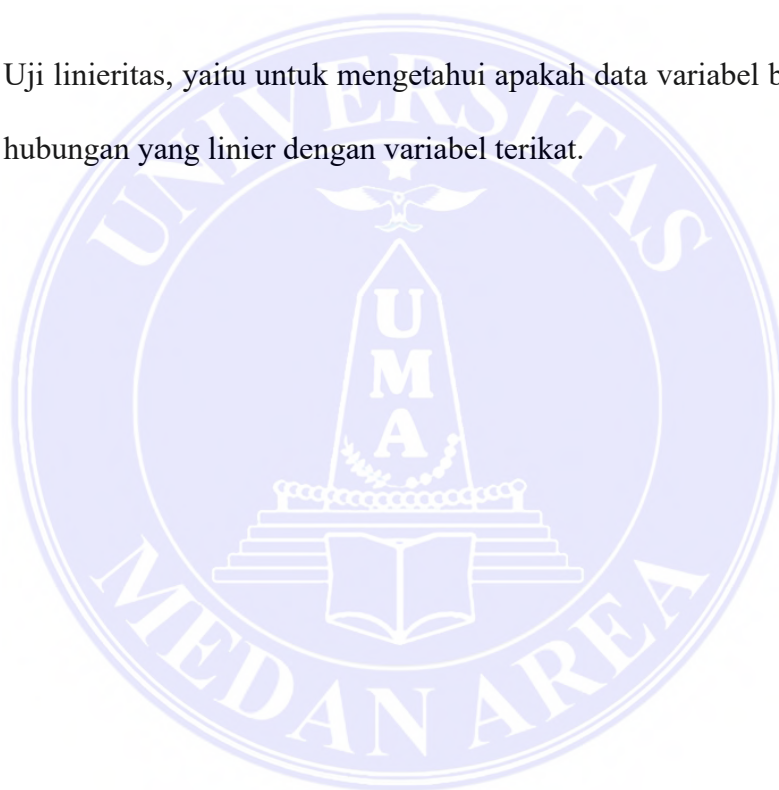 Uji linieritas, yaitu untuk mengetahui apakah data variabel
hubungan yang linier dengan variabel terikat.
UNIVERSITAS
U
M
A
MEDAN AREA